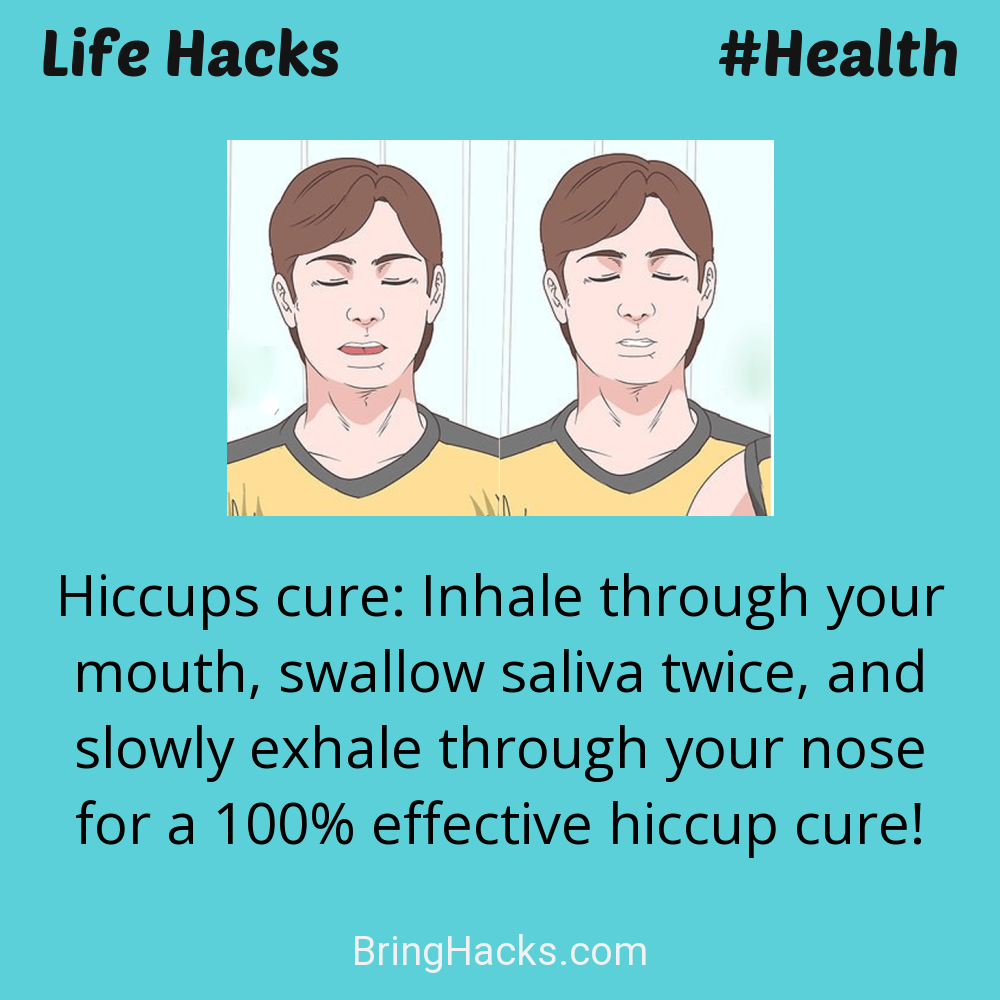 Life Hacks
#Health
Hiccups cure: Inhale through your
mouth, swallow saliva twice, and
slowly exhale through your nose
for a 100% effective hiccup cure!
BringHacks.com